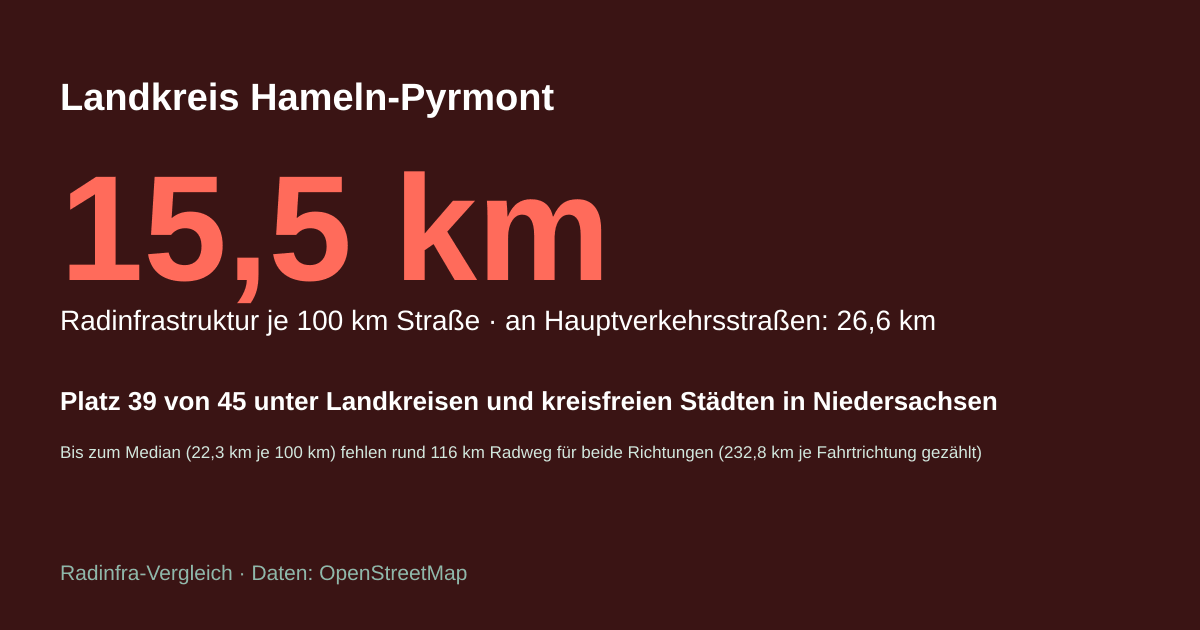 Landkreis Hameln-Pyrmont
15,5 km
Radinfrastruktur je 100 km Straße · an Hauptverkehrsstraßen: 26,6 km
Platz 39 von 45 unter Landkreisen und kreisfreien Städten in Niedersachsen
Bis zum Median (22,3 km je 100 km) fehlen rund 116 km Radweg für beide Richtungen (232,8 km je Fahrtrichtung gezählt)
Radinfra-Vergleich · Daten: OpenStreetMap